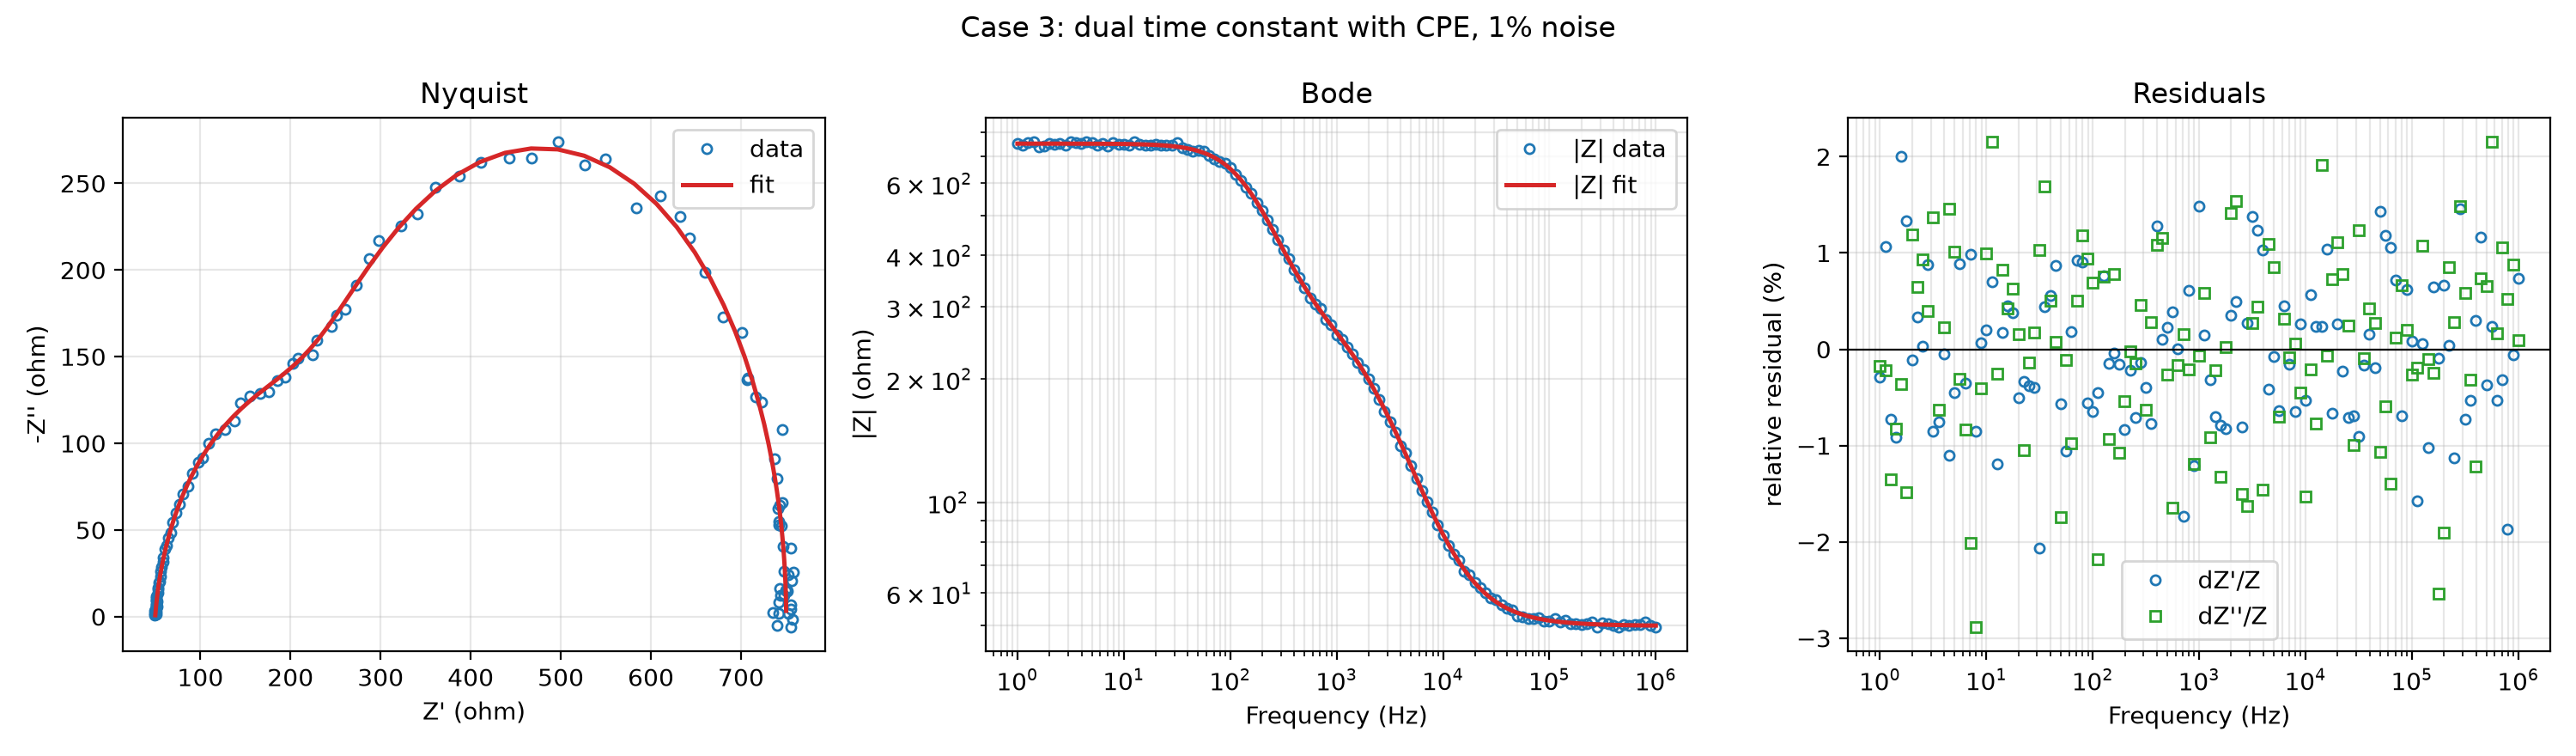 Case 3: dual time constant with CPE, 1% noise
Nyquist
data
fit
250
200
150
100
50
0
-Z'' (ohm)
100 200 300 400 500 600 700
Z' (ohm)
Bode
|Z| data
|Z| fit
6 × 10²
4 × 10²
3 × 10²
2 × 10²
10²
6 × 10¹
|Z| (ohm)
10⁰ 10¹ 10² 10³ 10⁴ 10⁵ 10⁶
Frequency (Hz)
Residuals
2
1
0
−1
−2
−3
relative residual (%)
dZ'/Z
dZ''/Z
10⁰ 10¹ 10² 10³ 10⁴ 10⁵ 10⁶
Frequency (Hz)